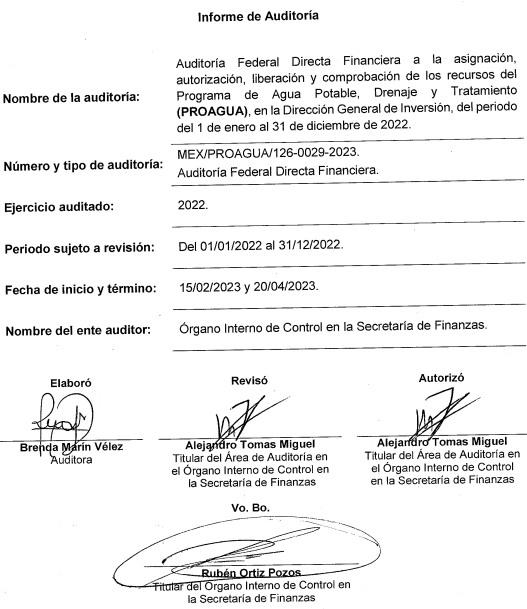 Informe de Auditoría
Nombre de la auditoría:
Auditoría Federal Directa Financiera a la asignación,
autorización, liberación y comprobación de los recursos del
Programa de Agua Potable, Drenaje y Tratamiento
(PROAGUA), en la Dirección General de Inversión, del periodo
del 1 de enero al 31 de diciembre de 2022.
Número y tipo de auditoría:
MEX/PROAGUA/126-0029-2023.
Auditoría Federal Directa Financiera.
Ejercicio auditado:
2022.
Periodo sujeto a revisión:
Del 01/01/2022 al 31/12/2022.
Fecha de inicio y término:
15/02/2023 y 20/04/2023.
Nombre del ente auditor:
Órgano Interno de Control en la Secretaría de Finanzas.
Elaboró
Brenda Marin Vélez
Auditora
Revisó
Alejandro Tomas Miguel
Titular del Área de Auditoría en
el Órgano Interno de Control en
la Secretaría de Finanzas
Autorizó
Alejandro Tomas Miguel
Titular del Área de Auditoría en
el Órgano Interno de Control
en la Secretaría de Finanzas
Vo. Bo.
Rubén Ortiz Pozos
Titular del Órgano Interno de Control en
la Secretaría de Finanzas